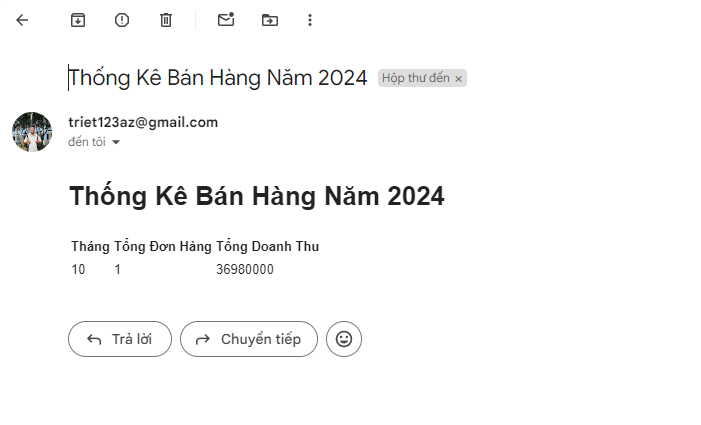 Thống Kê Bán Hàng Năm 2024 Hộp thư đến ×
triet123az@gmail.com
đến tôi
Thống Kê Bán Hàng Năm 2024
Tháng Tổng Đơn Hàng Tổng Doanh Thu
10 1 36980000
Trả lời Chuyển tiếp